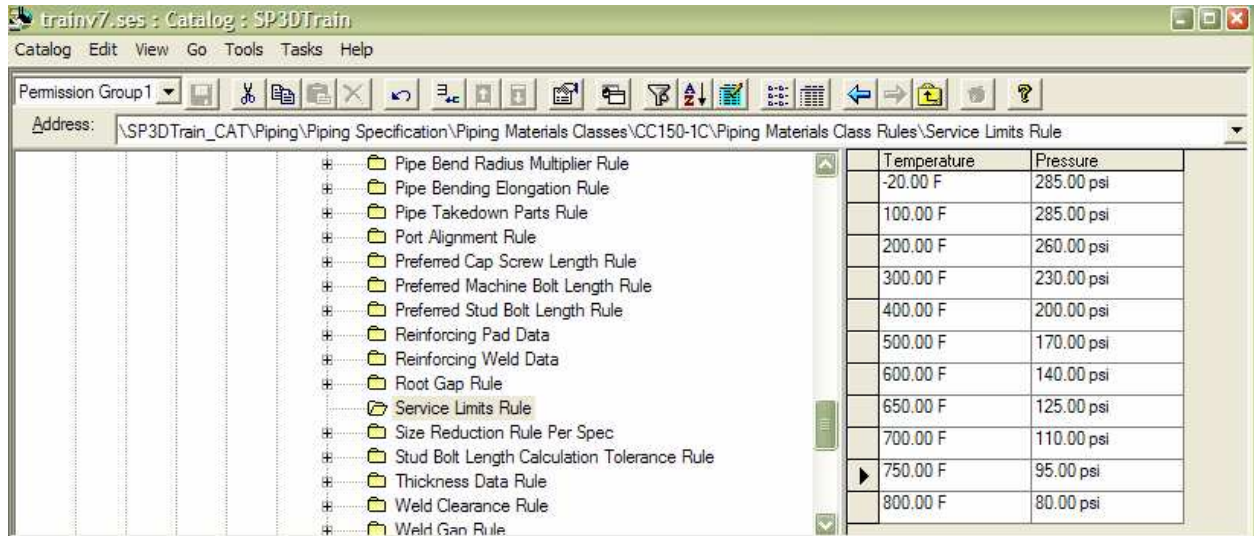 trainv7.ses : Catalog : SP3DTrain
Catalog Edit View Go Tools Tasks Help
Permission Group1
Address: \SP3DTrain_CAT\Piping\Piping Specification\Piping Materials Classes\CC150-1C\Piping Materials Class Rules\Service Limits Rule
Pipe Bend Radius Multiplier Rule
Pipe Bending Elongation Rule
Pipe Takedown Parts Rule
Port Alignment Rule
Preferred Cap Screw Length Rule
Preferred Machine Bolt Length Rule
Preferred Stud Bolt Length Rule
Reinforcing Pad Data
Reinforcing Weld Data
Root Gap Rule
Service Limits Rule
Size Reduction Rule Per Spec
Stud Bolt Length Calculation Tolerance Rule
Thickness Data Rule
Weld Clearance Rule
Weld Gap Rule
Temperature Pressure
-20.00 F 285.00 psi
100.00 F 285.00 psi
200.00 F 260.00 psi
300.00 F 230.00 psi
400.00 F 200.00 psi
500.00 F 170.00 psi
600.00 F 140.00 psi
650.00 F 125.00 psi
700.00 F 110.00 psi
750.00 F 95.00 psi
800.00 F 80.00 psi